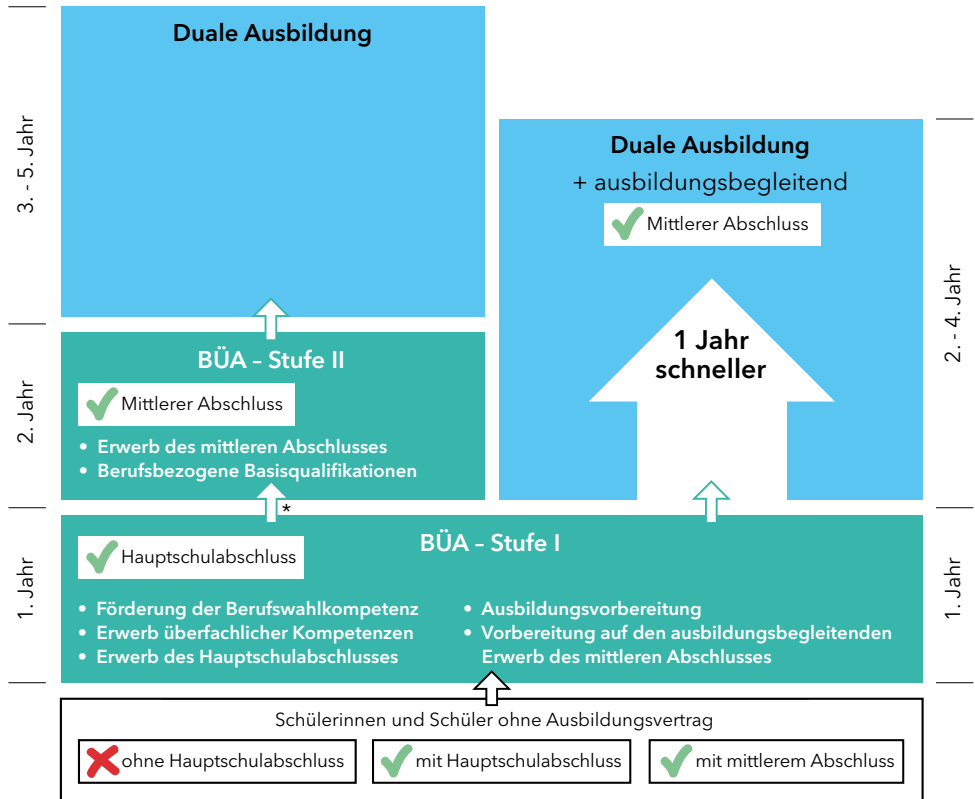 Duale Ausbildung
3. - 5. Jahr
Duale Ausbildung
+ ausbildungsbegleitend
Mittlerer Abschluss
1 Jahr
schneller
2. - 4. Jahr
BÜA – Stufe II
Mittlerer Abschluss
• Erwerb des mittleren Abschlusses
• Berufsbezogene Basisqualifikationen
2. Jahr
*
BÜA – Stufe I
Hauptschulabschluss
• Förderung der Berufswahlkompetenz
• Erwerb überfachlicher Kompetenzen
• Erwerb des Hauptschulabschlusses
• Ausbildungsvorbereitung
• Vorbereitung auf den ausbildungsbegleitenden
Erwerb des mittleren Abschlusses
1. Jahr
1. Jahr
Schülerinnen und Schüler ohne Ausbildungsvertrag
ohne Hauptschulabschluss
mit Hauptschulabschluss
mit mittlerem Abschluss